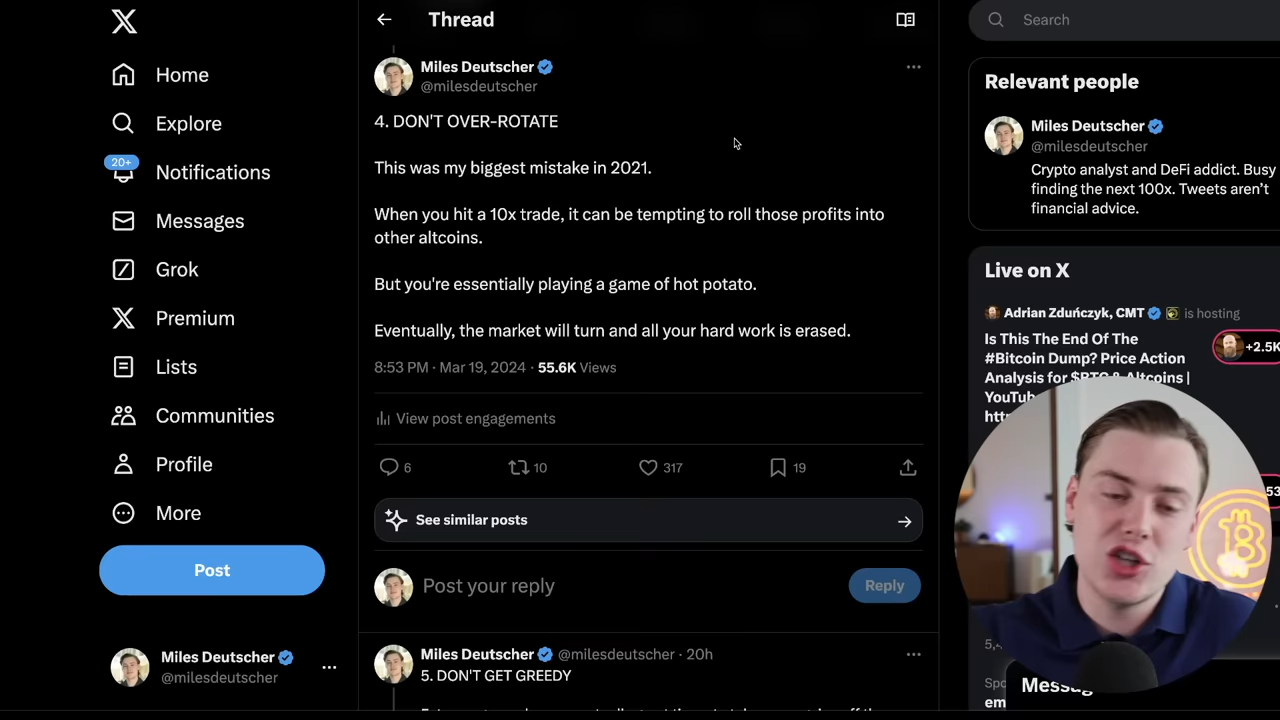 Home
Explore
20+
Notifications
Messages
Grok
Premium
Lists
Communities
Profile
More
Post
Miles Deutscher
@milesdeutscher
Thread
Miles Deutscher
@milesdeutscher
4. DON'T OVER-ROTATE
This was my biggest mistake in 2021.
When you hit a 10x trade, it can be tempting to roll those profits into
other altcoins.
But you're essentially playing a game of hot potato.
Eventually, the market will turn and all your hard work is erased.
8:53 PM · Mar 19, 2024 · 55.6K Views
View post engagements
6 10 317 19
See similar posts
Post your reply
Reply
Miles Deutscher @milesdeutscher · 20h
5. DON'T GET GREEDY
Search
Relevant people
Miles Deutscher
@milesdeutscher
Crypto analyst and DeFi addict. Busy
finding the next 100x. Tweets aren't
financial advice.
Live on X
Adrian Zduńczyk, CMT is hosting
Is This The End Of The
#Bitcoin Dump? Price Action
Analysis for $BTC & Altcoins |
+2.5K